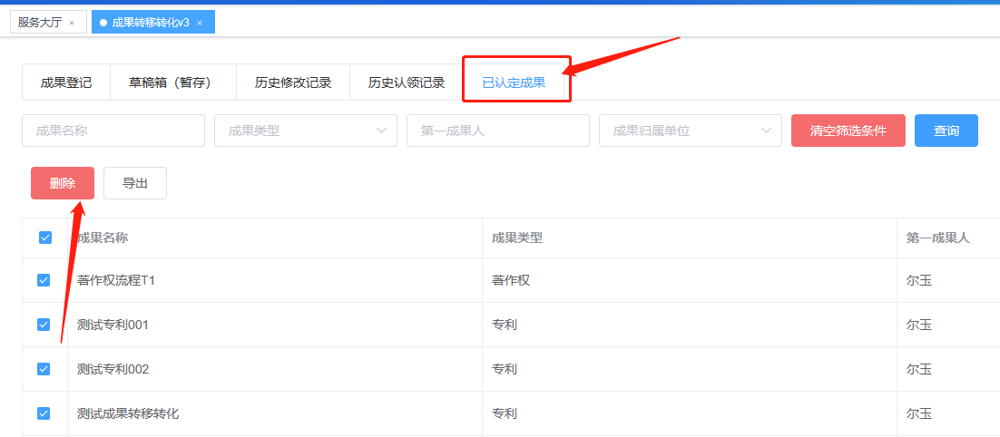 服务大厅 ×
成果转移转化v3 ×
成果登记 草稿箱（暂存） 历史修改记录 历史认领记录 已认定成果
成果名称 成果类型 第一成果人 成果归属单位 清空筛选条件 查询
删除 导出
成果名称 成果类型 第一成果人
著作权流程T1 著作权 尔玉
测试专利001 专利 尔玉
测试专利002 专利 尔玉
测试成果转移转化 专利 尔玉